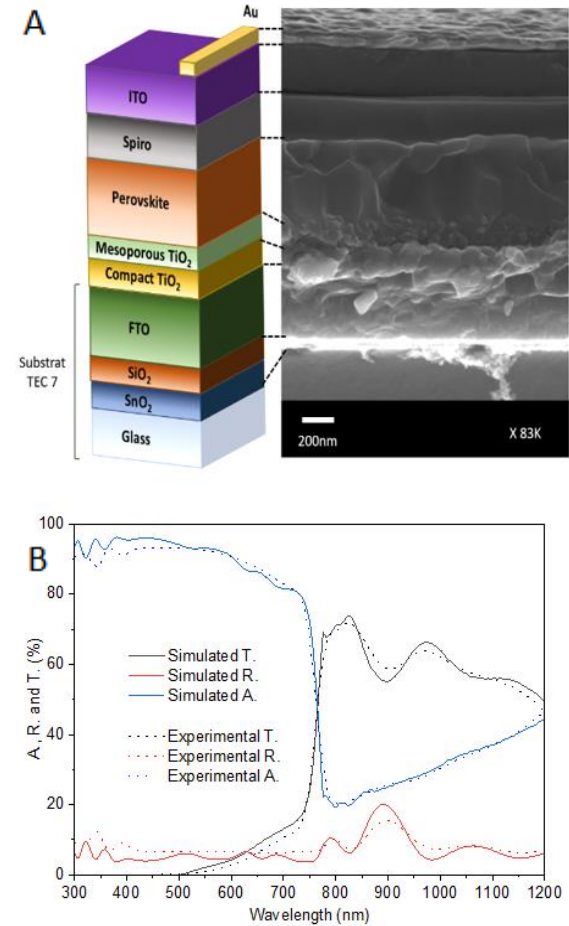 A
Au
ITO
Spiro
Perovskite
Mesoporous TiO₂
Compact TiO₂
FTO
Substrat
TEC 7
SiO₂
SnO₂
Glass
200nm
X 83K
B
A, R. and T. (%)
100
80
60
40
20
0
Simulated T.
Simulated R.
Simulated A.
Experimental T.
Experimental R.
Experimental A.
300 400 500 600 700 800 900 1000 1100 1200
Wavelength (nm)